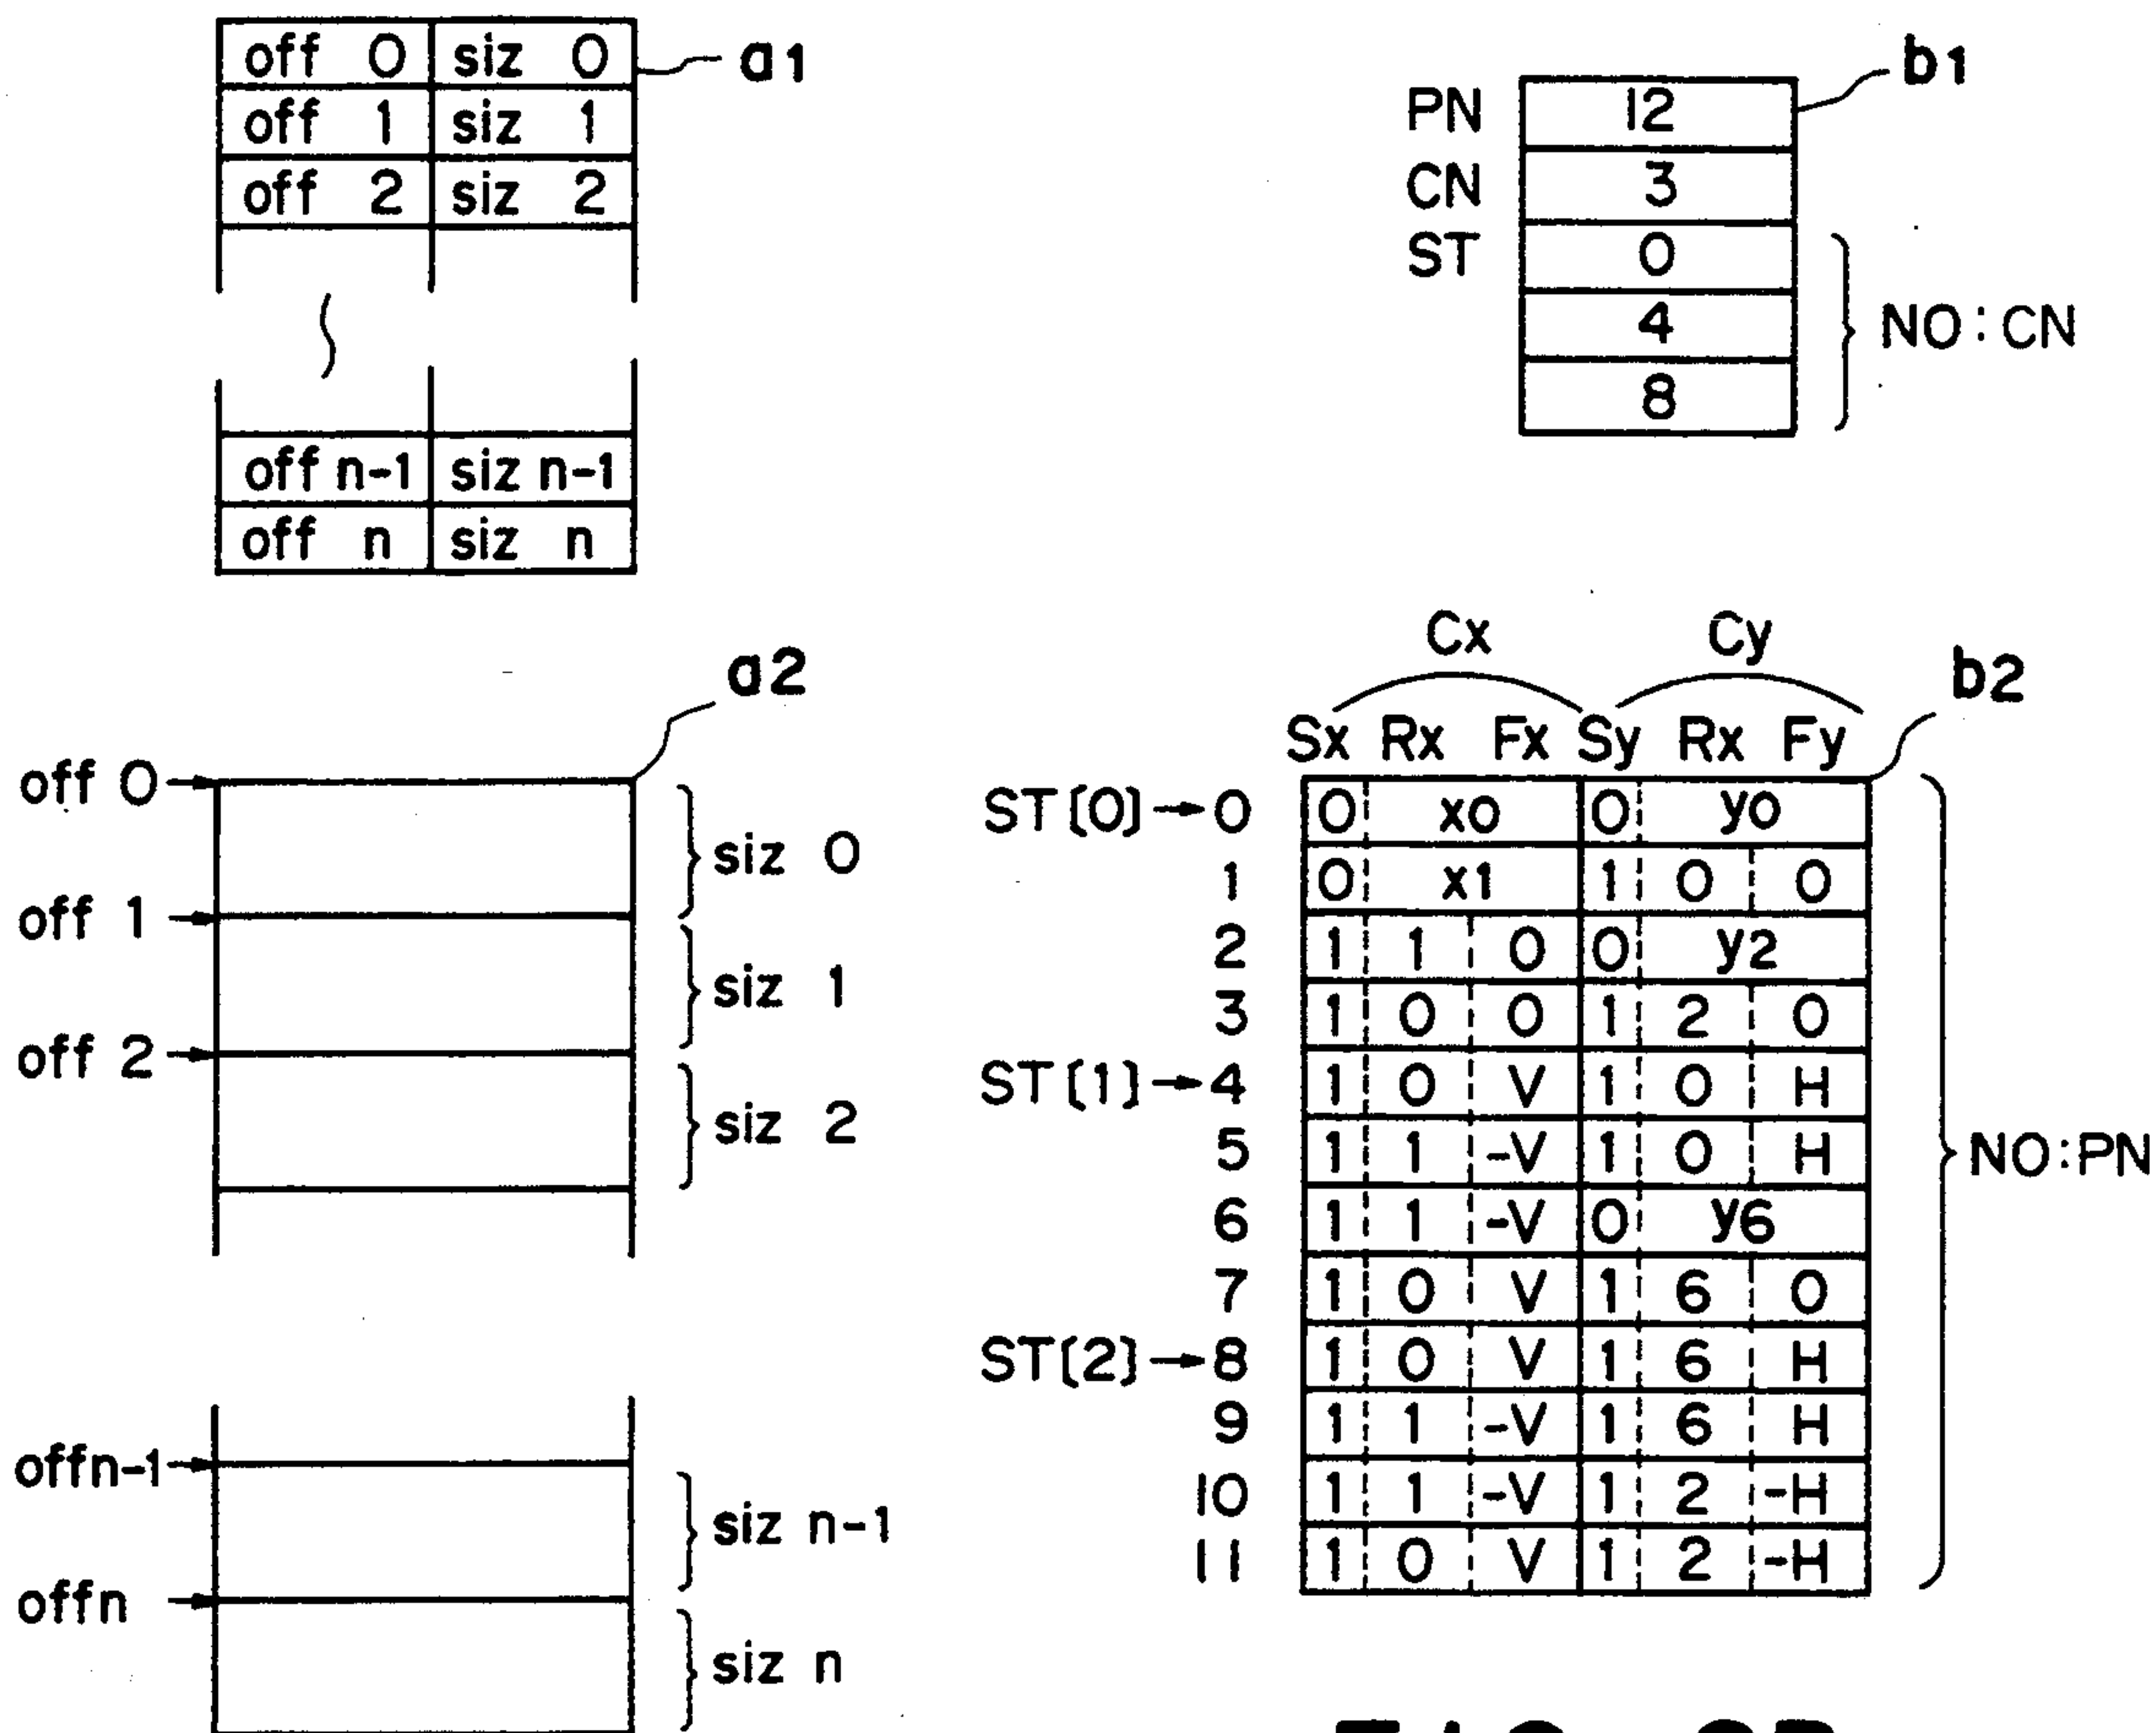 off 0 siz 0
a1
off 1 siz 1
off 2 siz 2
off n-1 siz n-1
off n siz n
b1
PN 12
CN 3
ST 0
4
8
NO:CN
a2
off 0
siz 0
off 1
siz 1
off 2
siz 2
offn-1
siz n-1
offn
siz n
Cx Cy
b2
Sx Rx Fx Sy Rx Fy
ST[0] 0 0 x0 0 y0
1 0 x1 1 0 0
2 1 1 0 0 y2
3 1 0 0 1 2 0
ST[1] 4 1 0 V 1 0 H
5 1 1 -V 1 0 H
6 1 1 -V 0 y6
7 1 0 V 1 6 0
ST[2] 8 1 0 V 1 6 H
9 1 1 -V 1 6 H
10 1 1 -V 1 2 -H
11 1 0 V 1 2 -H
NO:PN